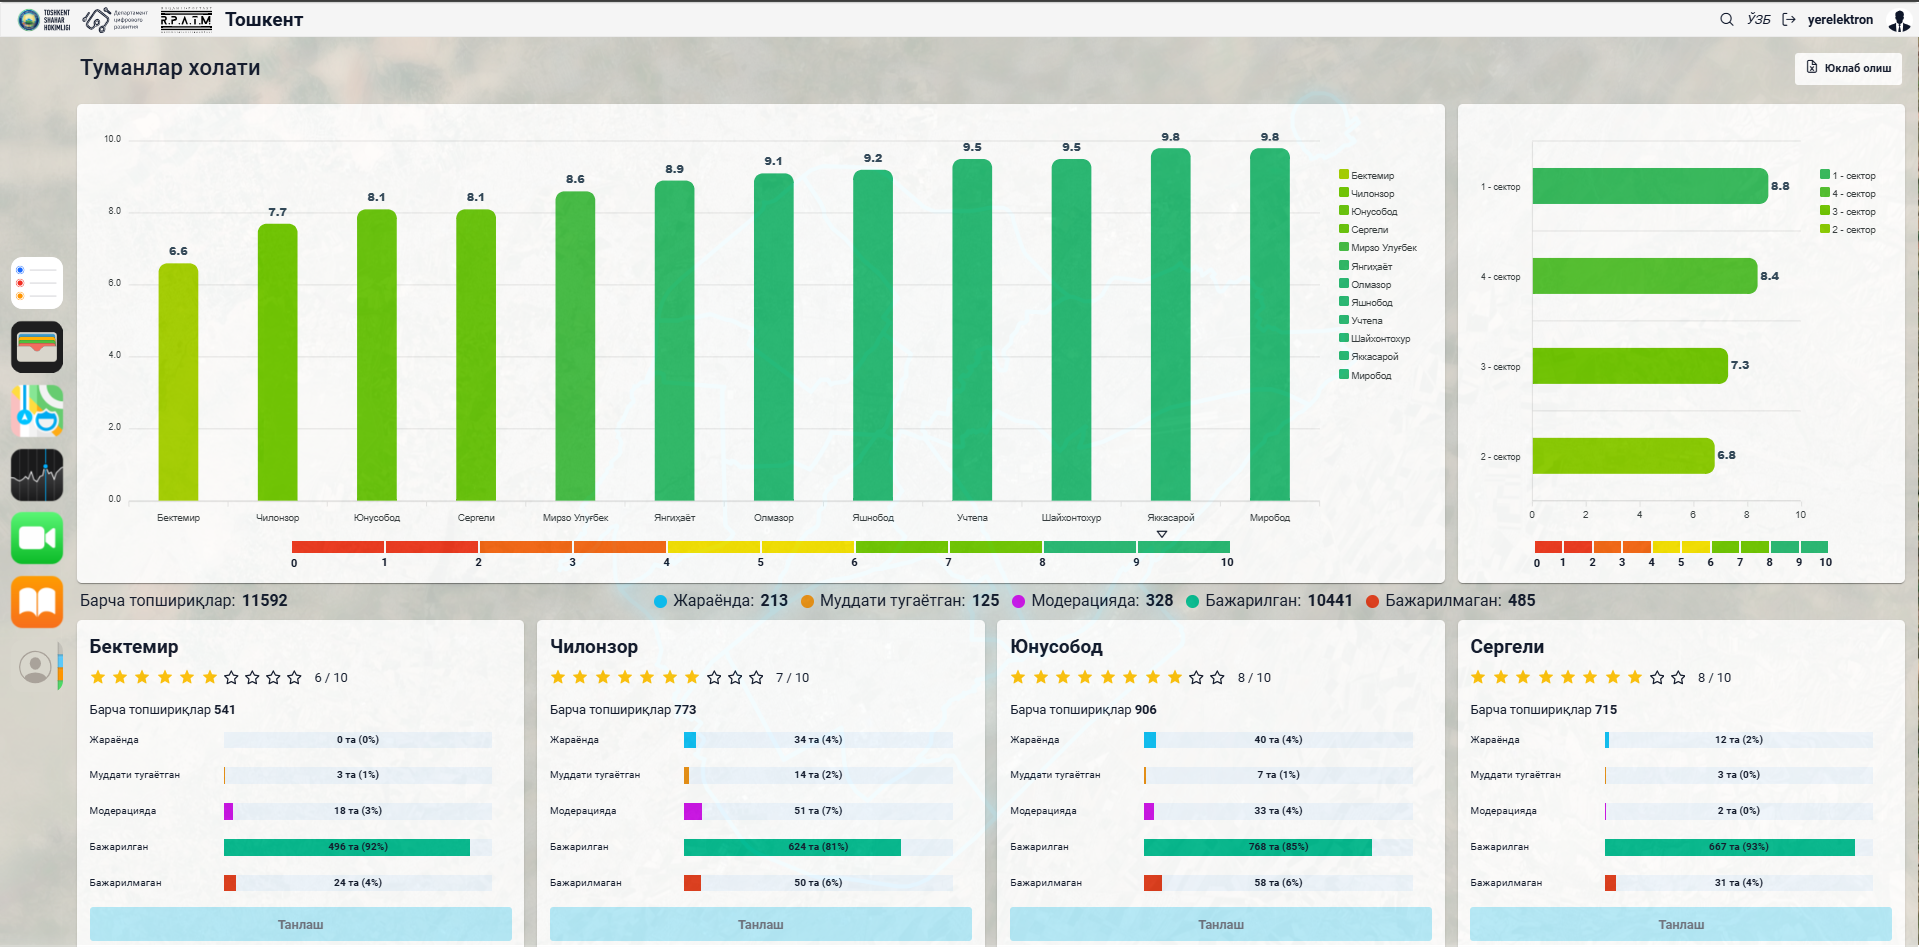 TOSHKENT
SHAHAR
HOKIMLIGI
Департамент
цифрового
развития
R.P.A.T.M
Тошкент
ЎЗБ
yerelektron
Туманлар холати
Юклаб олиш
10.0
8.0
6.0
4.0
2.0
0.0
6.6
7.7
8.1
8.1
8.6
8.9
9.1
9.2
9.5
9.5
9.8
9.8
Бектемир
Чилонзор
Юнусобод
Сергели
Мирзо Улуғбек
Янгиҳаёт
Олмазор
Яшнобод
Учтепа
Шайхонтохур
Яккасарой
Миробод
Бектемир
Чилонзор
Юнусобод
Сергели
Мирзо Улуғбек
Янгиҳаёт
Олмазор
Яшнобод
Учтепа
Шайхонтохур
Яккасарой
Миробод
0 1 2 3 4 5 6 7 8 9 10
1 - сектор
4 - сектор
3 - сектор
2 - сектор
8.8
8.4
7.3
6.8
0 2 4 6 8 10
1 - сектор
4 - сектор
3 - сектор
2 - сектор
0 1 2 3 4 5 6 7 8 9 10
Барча топшириқлар: 11592
Жараёнда: 213 Муддати тугаётган: 125 Модерацияда: 328 Бажарилган: 10441 Бажарилмаган: 485
Бектемир
6 / 10
Барча топшириқлар 541
Жараёнда 0 та (0%)
Муддати тугаётган 3 та (1%)
Модерацияда 18 та (3%)
Бажарилган 496 та (92%)
Бажарилмаган 24 та (4%)
Танлаш
Чилонзор
7 / 10
Барча топшириқлар 773
Жараёнда 34 та (4%)
Муддати тугаётган 14 та (2%)
Модерацияда 51 та (7%)
Бажарилган 624 та (81%)
Бажарилмаган 50 та (6%)
Танлаш
Юнусобод
8 / 10
Барча топшириқлар 906
Жараёнда 40 та (4%)
Муддати тугаётган 7 та (1%)
Модерацияда 33 та (4%)
Бажарилган 768 та (85%)
Бажарилмаган 58 та (6%)
Танлаш
Сергели
8 / 10
Барча топшириқлар 715
Жараёнда 12 та (2%)
Муддати тугаётган 3 та (0%)
Модерацияда 2 та (0%)
Бажарилган 667 та (93%)
Бажарилмаган 31 та (4%)
Танлаш